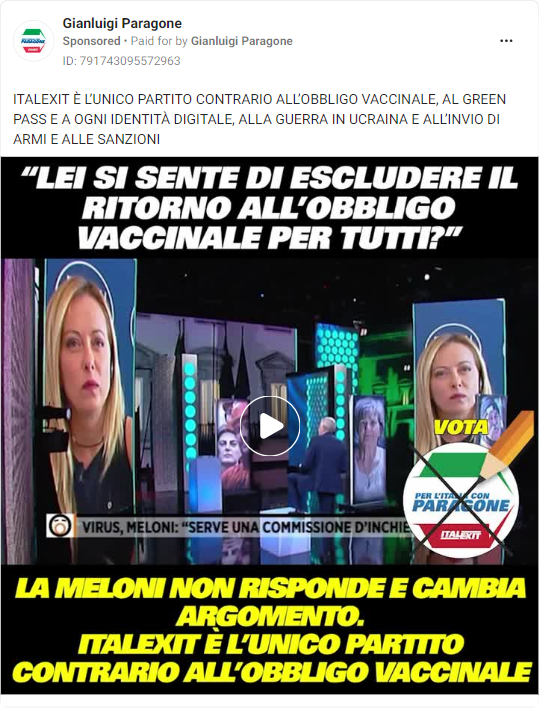 Gianluigi Paragone
Sponsored • Paid for by Gianluigi Paragone
ID: 791743095572963
ITALEXIT È L'UNICO PARTITO CONTRARIO ALL'OBBLIGO VACCINALE, AL GREEN
PASS E A OGNI IDENTITÀ DIGITALE, ALLA GUERRA IN UCRAINA E ALL'INVIO DI
ARMI E ALLE SANZIONI
“LEI SI SENTE DI ESCLUDERE IL
RITORNO ALL'OBBLIGO
VACCINALE PER TUTTI?”
VOTA
PER L'ITALIA CON
PARAGONE
ITALEXIT
VIRUS, MELONI: “SERVE UNA COMMISSIONE D'INCHIE
LA MELONI NON RISPONDE E CAMBIA
ARGOMENTO.
ITALEXIT È L'UNICO PARTITO
CONTRARIO ALL'OBBLIGO VACCINALE